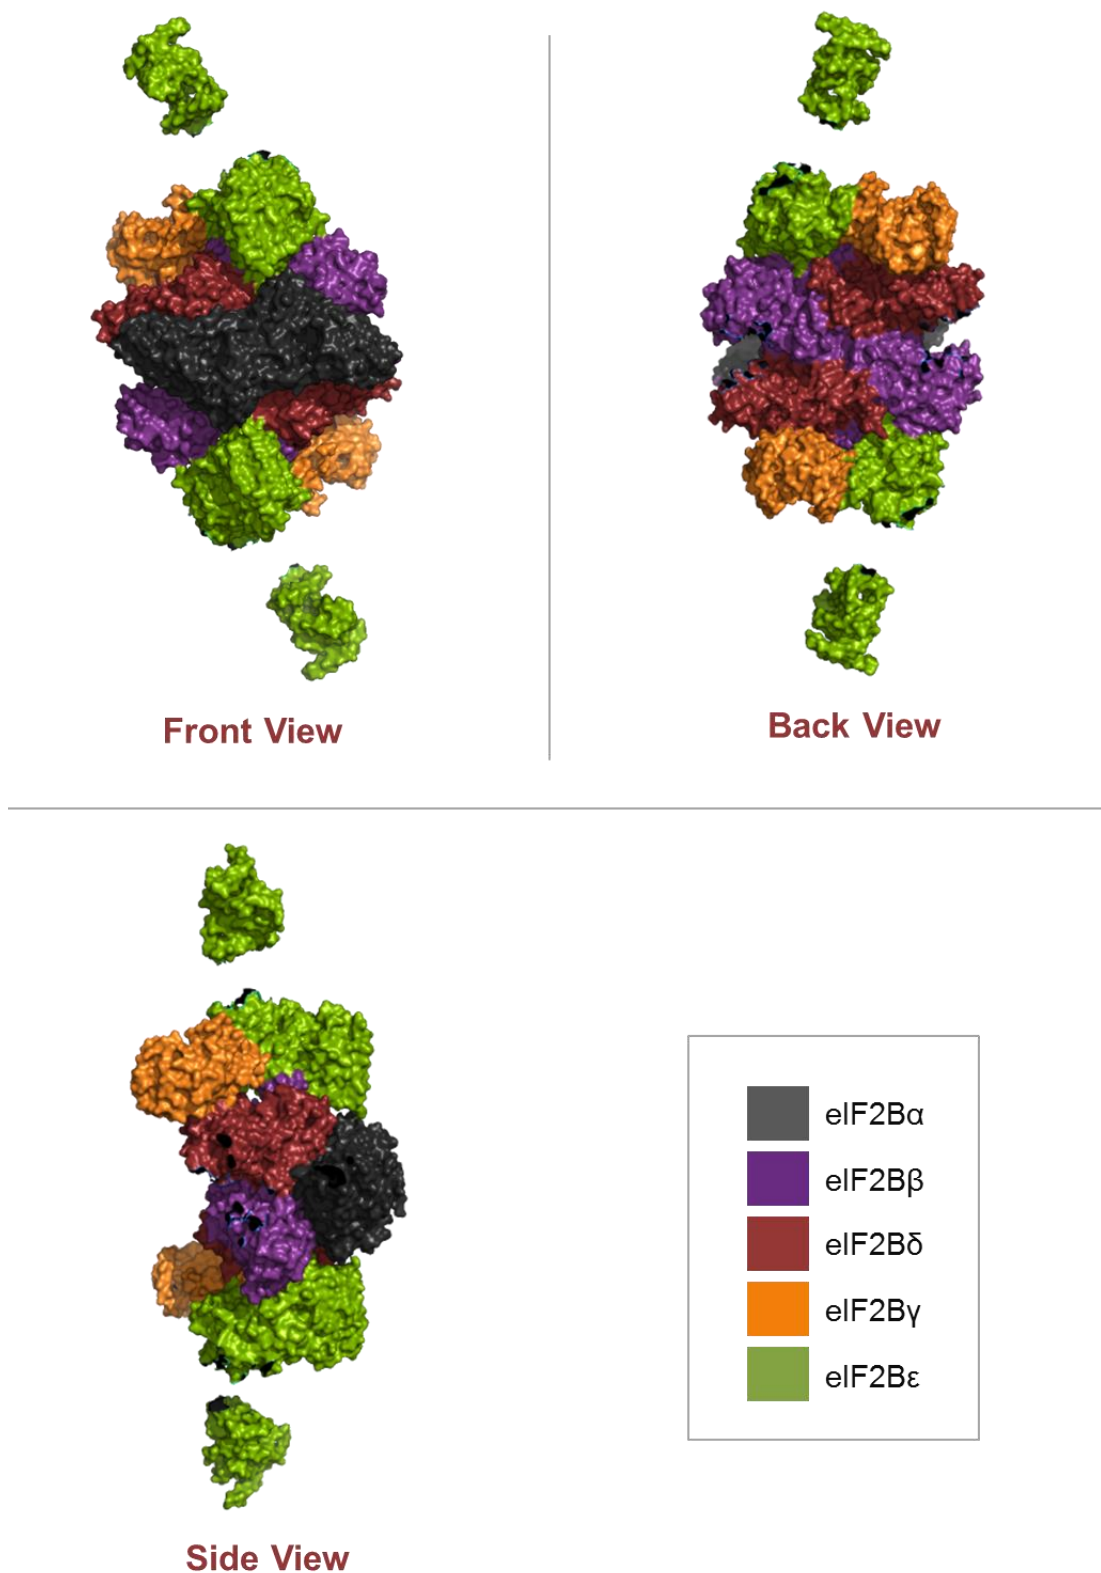 Front View
Back View
eIF2Bα
eIF2Bβ
eIF2Bδ
eIF2Bγ
eIF2Bε
Side View